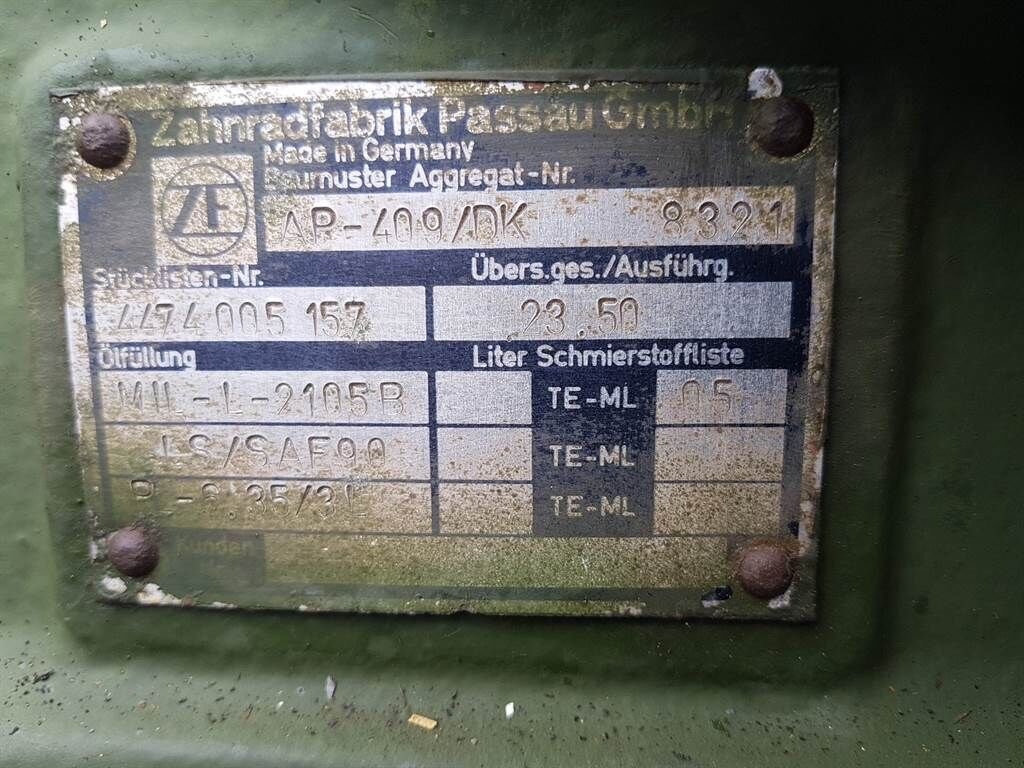 Zahnradfabrik Passau GmbH
Made in Germany
ZF
Baumuster Aggregat-Nr.
AP-409/DK 8321
Stücklisten-Nr. Übers.ges./Ausführg.
4474 005 157 23.50
Ölfüllung Liter Schmierstoffliste
MIL-L-2105B TE-ML 05
LS/SAE90 TE-ML
TE-ML
Kunden